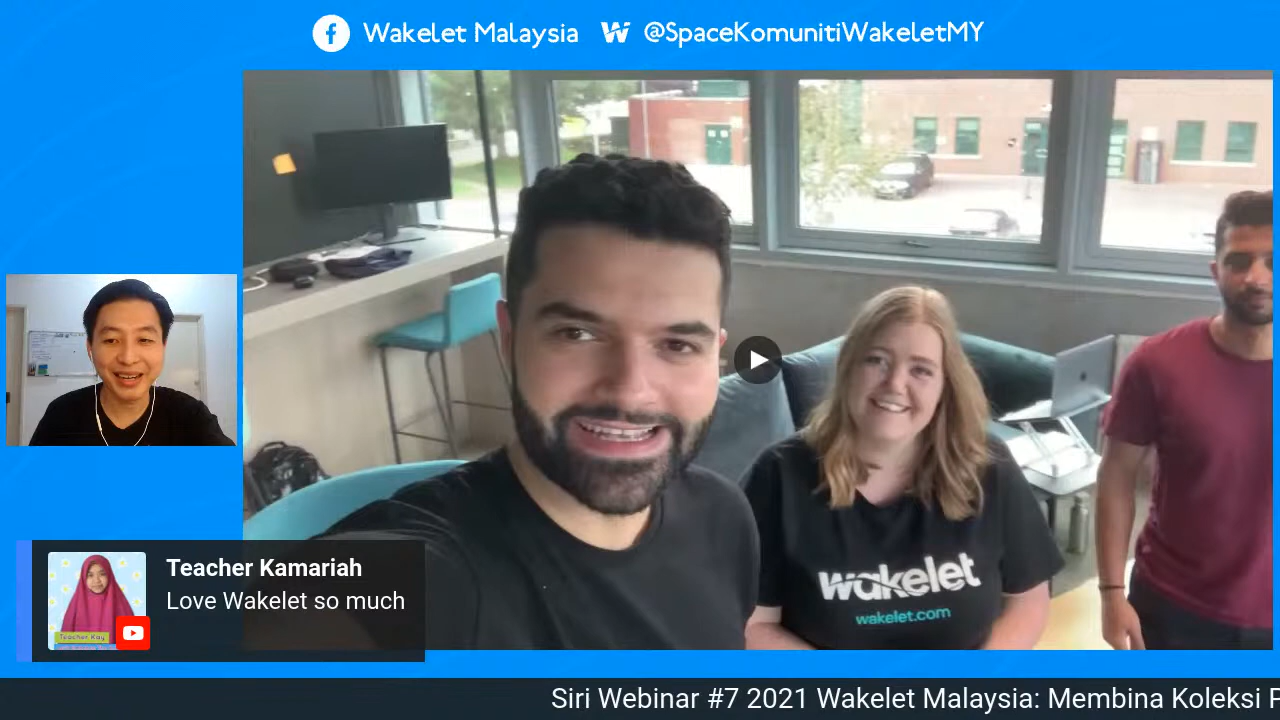 Wakelet Malaysia @SpaceKomunitiWakeletMY
wakelet
wakelet.com
Teacher Kamariah
Love Wakelet so much
Teacher Kay
Siri Webinar #7 2021 Wakelet Malaysia: Membina Koleksi